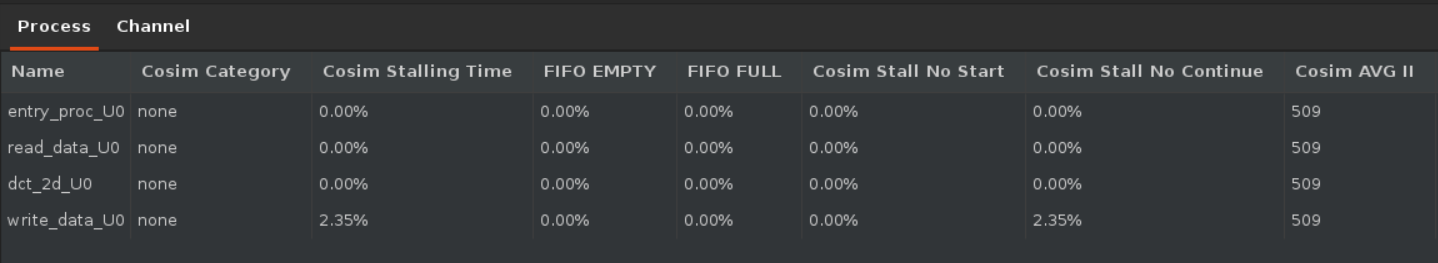 Process Channel
Name Cosim Category Cosim Stalling Time FIFO EMPTY FIFO FULL Cosim Stall No Start Cosim Stall No Continue Cosim AVG II
entry_proc_U0 none 0.00% 0.00% 0.00% 0.00% 0.00% 509
read_data_U0 none 0.00% 0.00% 0.00% 0.00% 0.00% 509
dct_2d_U0 none 0.00% 0.00% 0.00% 0.00% 0.00% 509
write_data_U0 none 2.35% 0.00% 0.00% 0.00% 2.35% 509